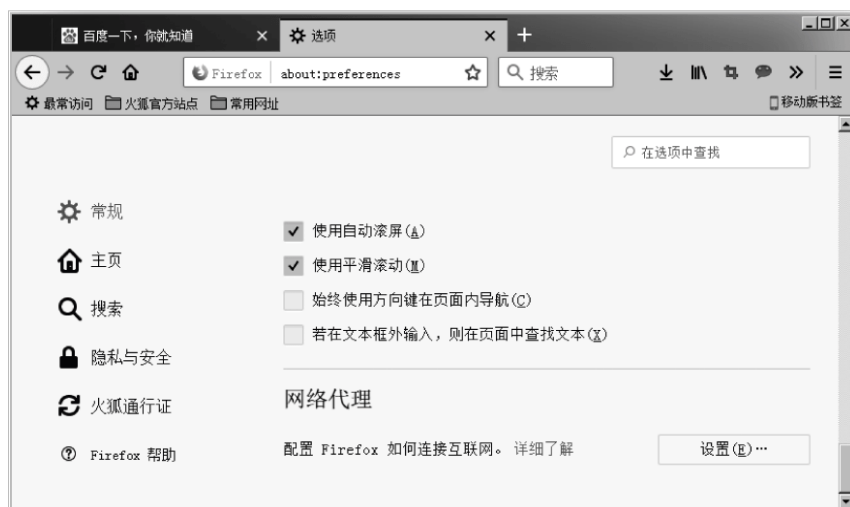 百度一下，你就知道
选项
Firefox about:preferences 搜索
最常访问 火狐官方站点 常用网址 移动版书签
在选项中查找
常规
主页
搜索
隐私与安全
火狐通行证
Firefox 帮助
使用自动滚屏(A)
使用平滑滚动(M)
始终使用方向键在页面内导航(C)
若在文本框外输入，则在页面中查找文本(X)
网络代理
配置 Firefox 如何连接互联网。 详细了解 设置(E)…